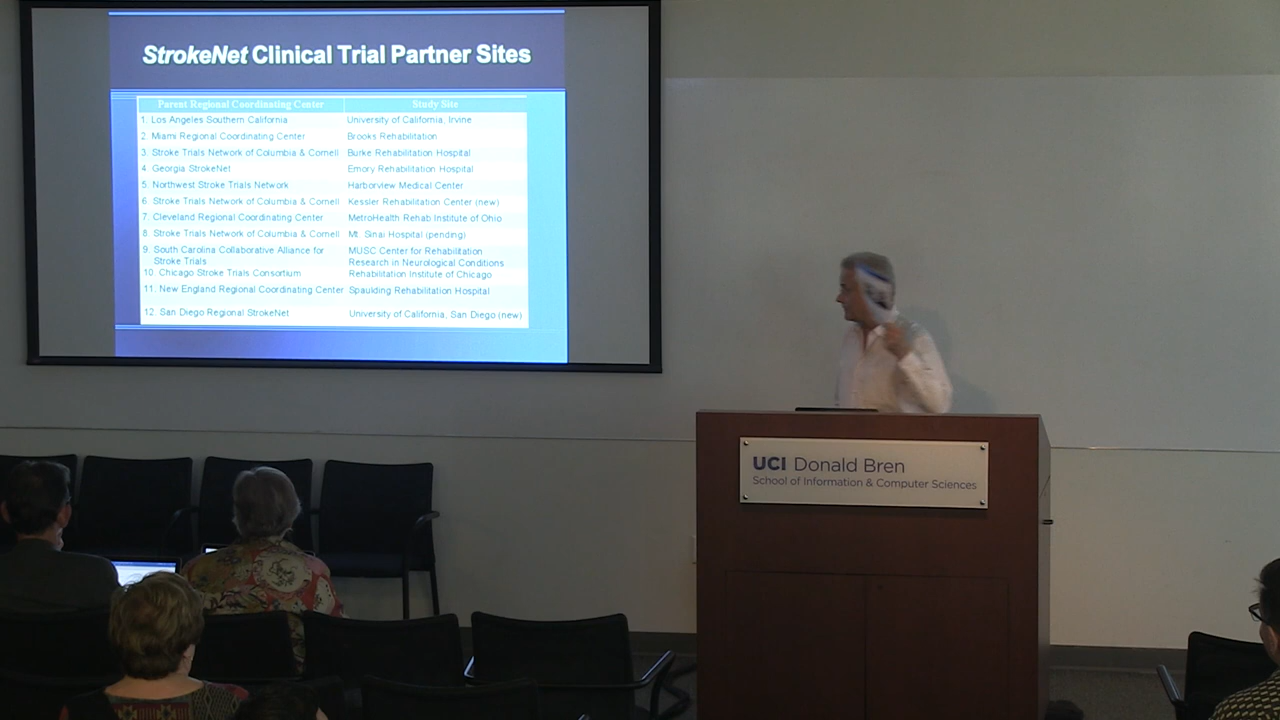 StrokeNet Clinical Trial Partner Sites
Parent Regional Coordinating Center Study Site
1. Los Angeles Southern California University of California, Irvine
2. Miami Regional Coordinating Center Brooks Rehabilitation
3. Stroke Trials Network of Columbia & Cornell Burke Rehabilitation Hospital
4. Georgia StrokeNet Emory Rehabilitation Hospital
5. Northwest Stroke Trials Network Harborview Medical Center
6. Stroke Trials Network of Columbia & Cornell Kessler Rehabilitation Center (new)
7. Cleveland Regional Coordinating Center MetroHealth Rehab Institute of Ohio
8. Stroke Trials Network of Columbia & Cornell Mt. Sinai Hospital (pending)
9. South Carolina Collaborative Alliance for MUSC Center for Rehabilitation
Stroke Trials Research in Neurological Conditions
10. Chicago Stroke Trials Consortium Rehabilitation Institute of Chicago
11. New England Regional Coordinating Center Spaulding Rehabilitation Hospital
12. San Diego Regional StrokeNet University of California, San Diego (new)
UCI Donald Bren
School of Information & Computer Sciences